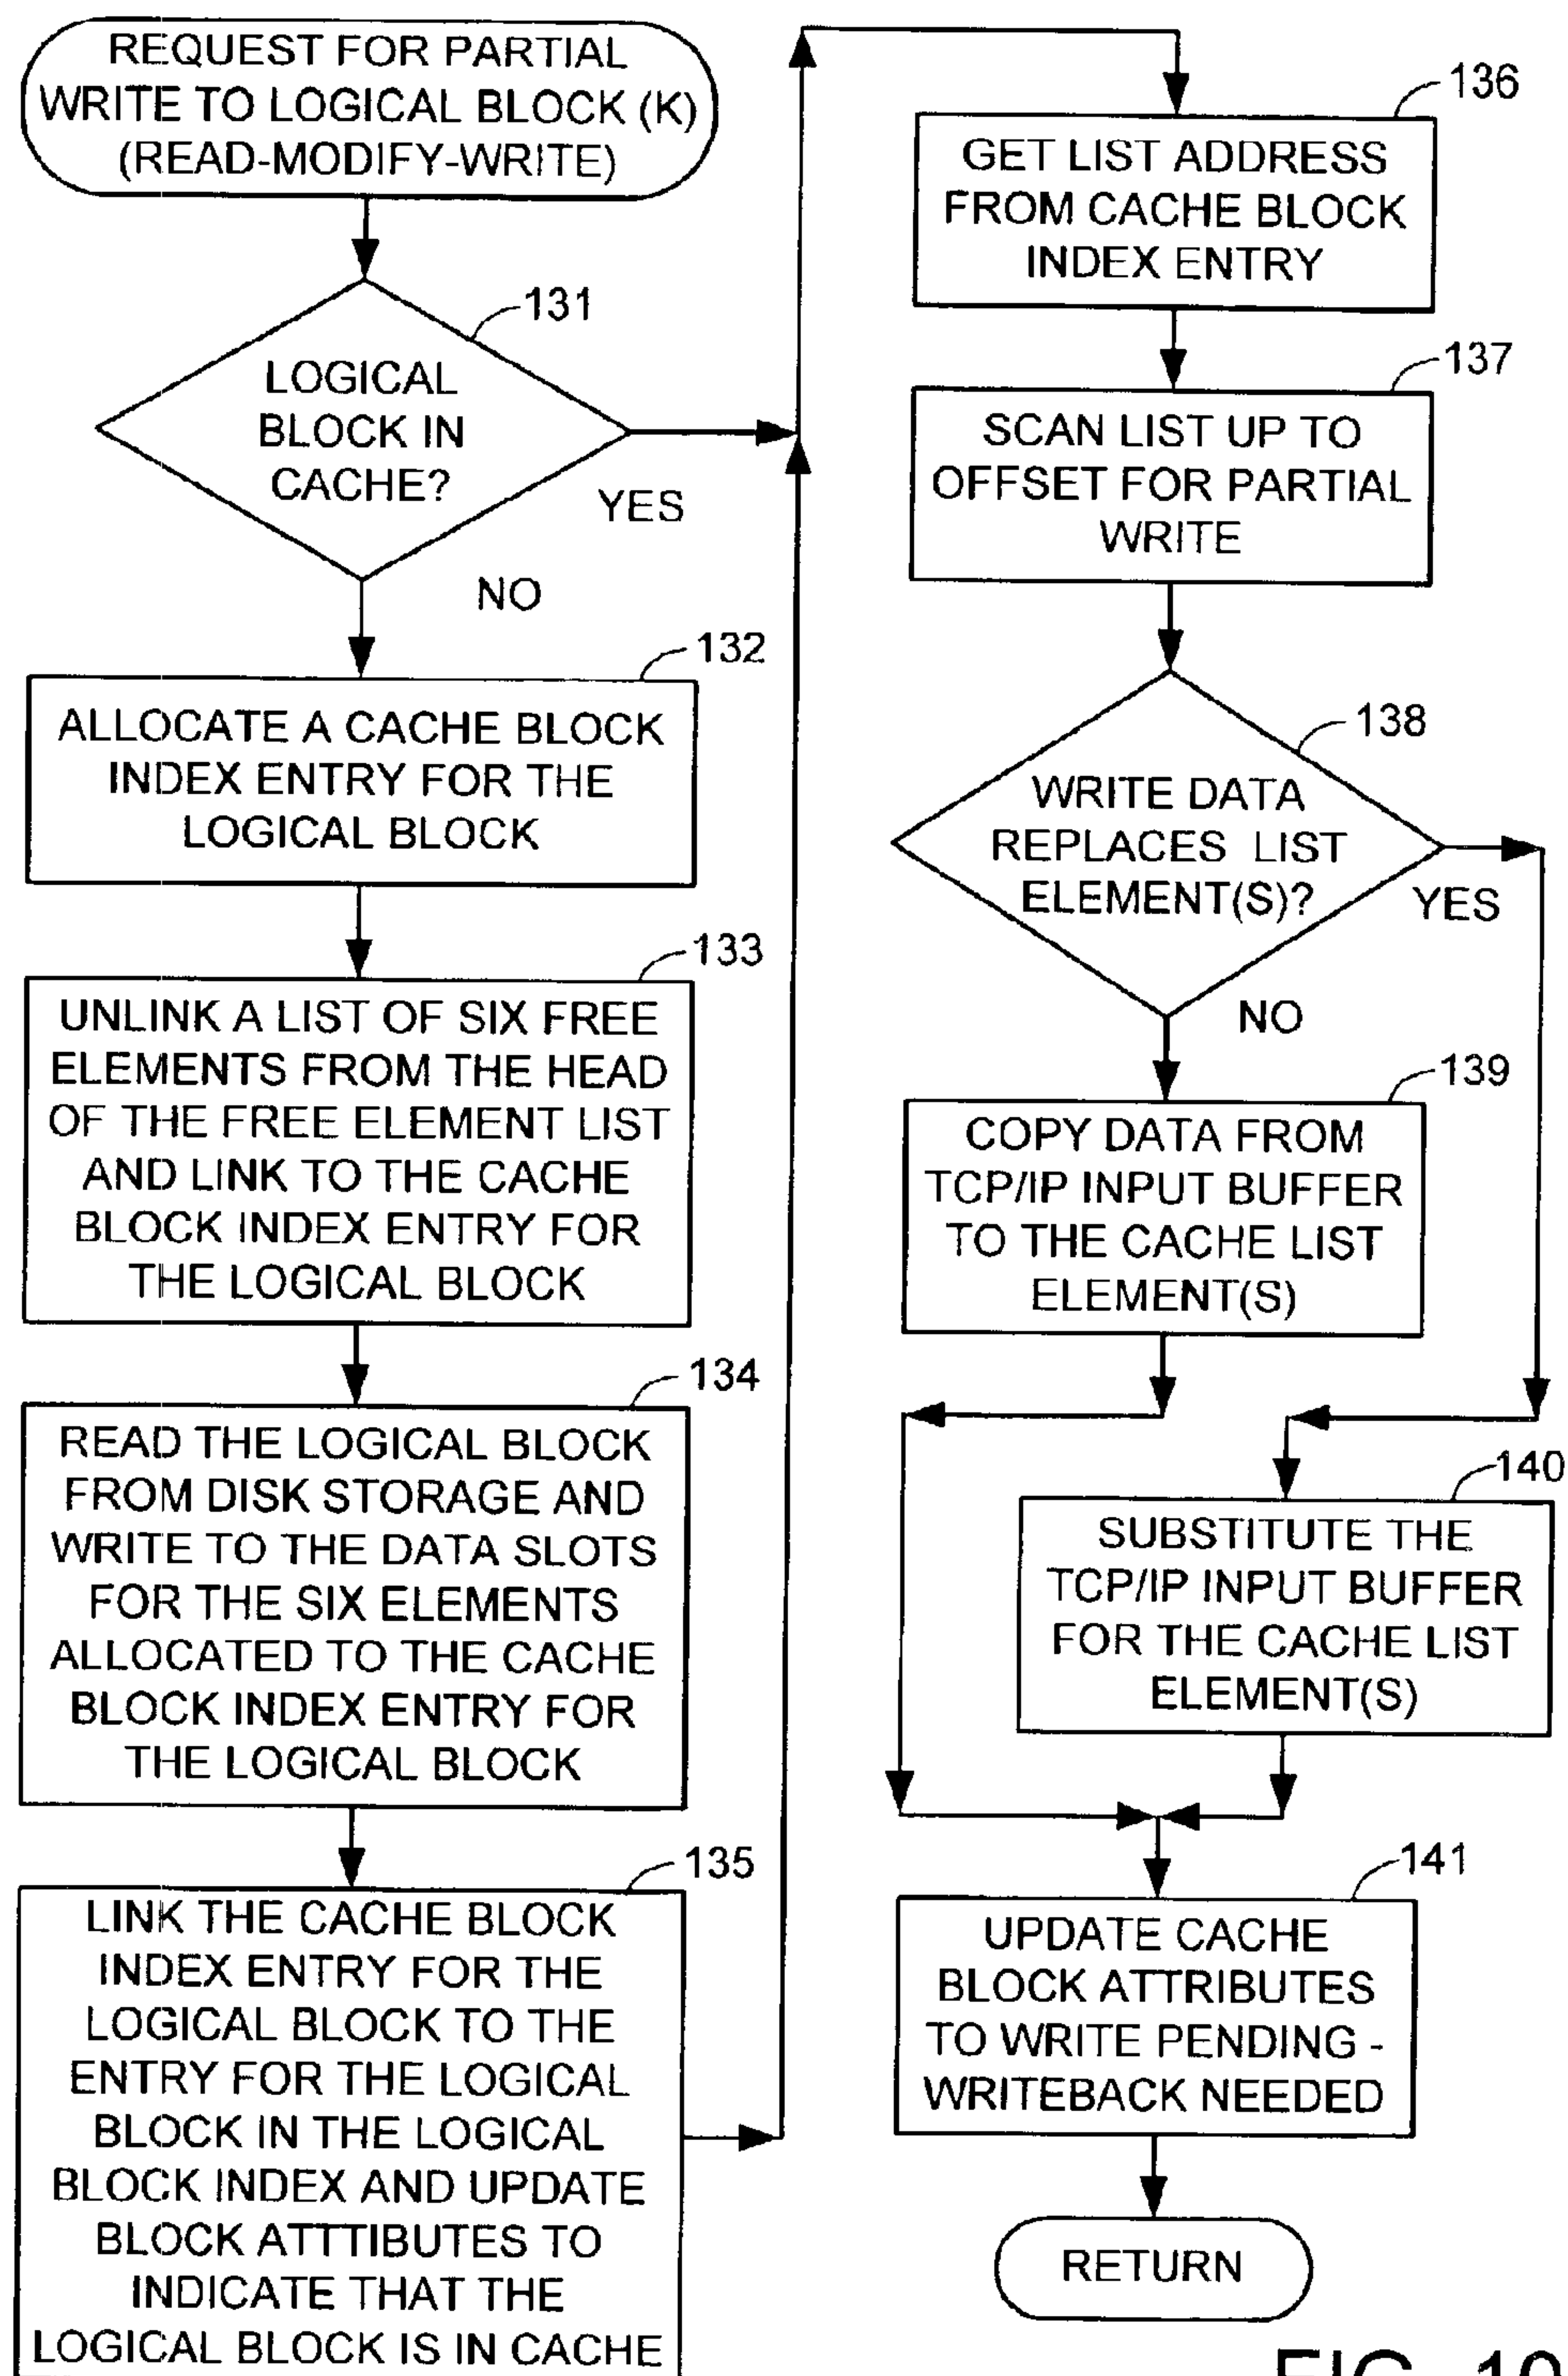 REQUEST FOR PARTIAL
WRITE TO LOGICAL BLOCK (K)
(READ-MODIFY-WRITE)
131
LOGICAL
BLOCK IN
CACHE?
YES
NO
132
ALLOCATE A CACHE BLOCK
INDEX ENTRY FOR THE
LOGICAL BLOCK
133
UNLINK A LIST OF SIX FREE
ELEMENTS FROM THE HEAD
OF THE FREE ELEMENT LIST
AND LINK TO THE CACHE
BLOCK INDEX ENTRY FOR
THE LOGICAL BLOCK
134
READ THE LOGICAL BLOCK
FROM DISK STORAGE AND
WRITE TO THE DATA SLOTS
FOR THE SIX ELEMENTS
ALLOCATED TO THE CACHE
BLOCK INDEX ENTRY FOR
THE LOGICAL BLOCK
135
LINK THE CACHE BLOCK
INDEX ENTRY FOR THE
LOGICAL BLOCK TO THE
ENTRY FOR THE LOGICAL
BLOCK IN THE LOGICAL
BLOCK INDEX AND UPDATE
BLOCK ATTTIBUTES TO
INDICATE THAT THE
LOGICAL BLOCK IS IN CACHE
136
GET LIST ADDRESS
FROM CACHE BLOCK
INDEX ENTRY
137
SCAN LIST UP TO
OFFSET FOR PARTIAL
WRITE
138
WRITE DATA
REPLACES LIST
ELEMENT(S)?
YES
NO
139
COPY DATA FROM
TCP/IP INPUT BUFFER
TO THE CACHE LIST
ELEMENT(S)
140
SUBSTITUTE THE
TCP/IP INPUT BUFFER
FOR THE CACHE LIST
ELEMENT(S)
141
UPDATE CACHE
BLOCK ATTRIBUTES
TO WRITE PENDING -
WRITEBACK NEEDED
RETURN
FIG.